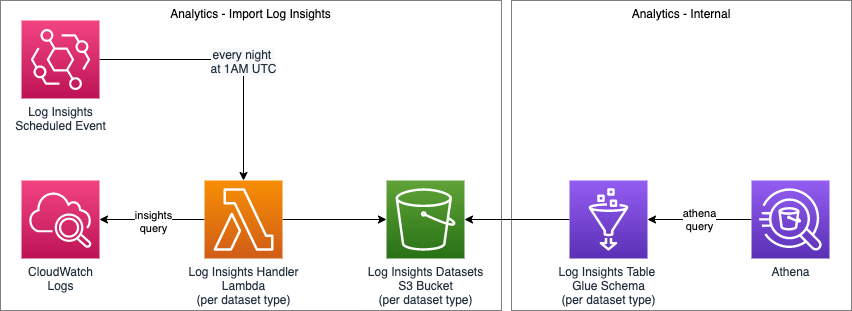 Analytics - Import Log Insights
Analytics - Internal
every night
at 1AM UTC
Log Insights
Scheduled Event
insights
query
athena
query
CloudWatch
Logs
Log Insights Handler
Lambda
(per dataset type)
Log Insights Datasets
S3 Bucket
(per dataset type)
Log Insights Table
Glue Schema
(per dataset type)
Athena